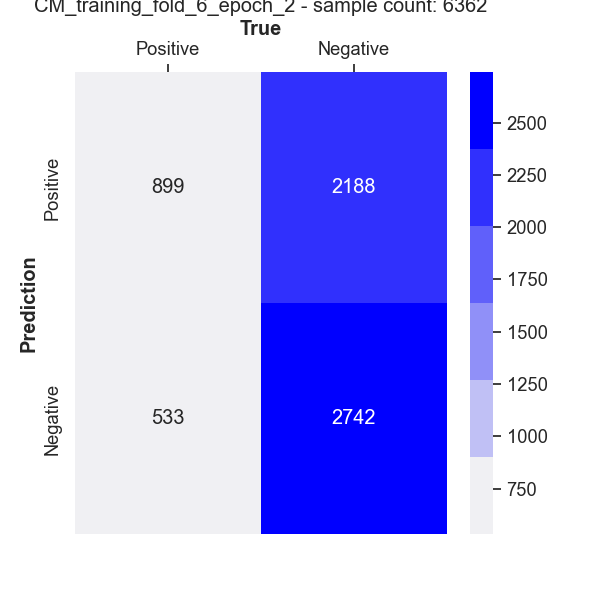 CM_training_fold_6_epoch_2 - sample count: 6362
True
Positive Negative
Prediction
Positive
Negative
899 2188
533 2742
2500
2250
2000
1750
1500
1250
1000
750